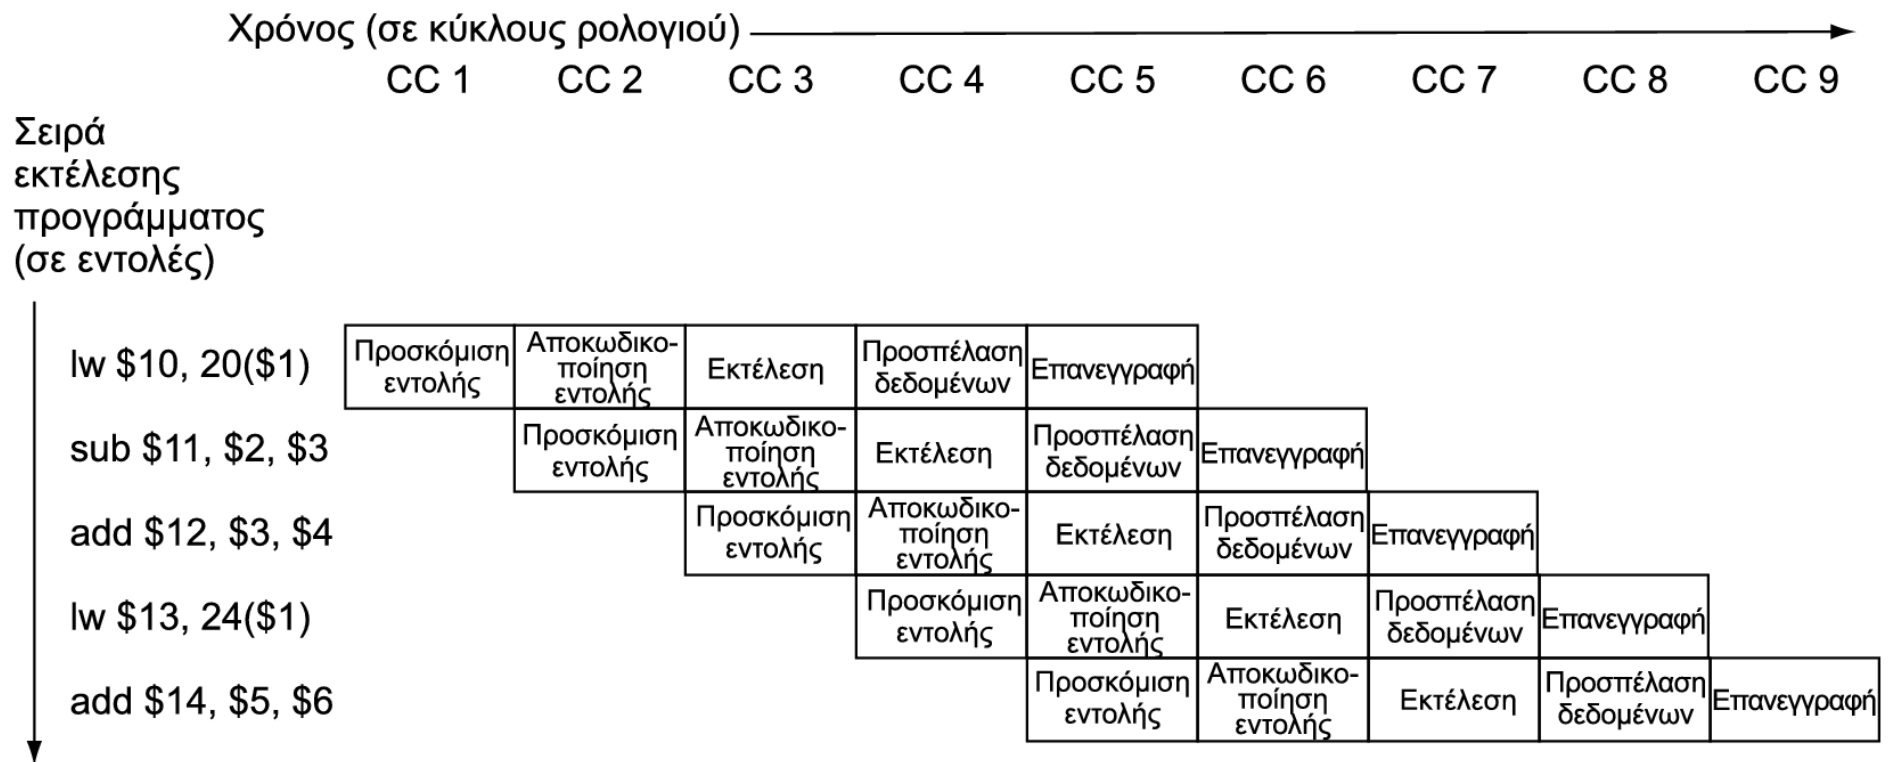 Χρόνος (σε κύκλους ρολογιού)
CC 1 CC 2 CC 3 CC 4 CC 5 CC 6 CC 7 CC 8 CC 9
Σειρά
εκτέλεσης
προγράμματος
(σε εντολές)
lw $10, 20($1)
Προσκόμιση
εντολής
Αποκωδικο-
ποίηση
εντολής
Εκτέλεση
Προσπέλαση
δεδομένων
Επανεγγραφή
sub $11, $2, $3
Προσκόμιση
εντολής
Αποκωδικο-
ποίηση
εντολής
Εκτέλεση
Προσπέλαση
δεδομένων
Επανεγγραφή
add $12, $3, $4
Προσκόμιση
εντολής
Αποκωδικο-
ποίηση
εντολής
Εκτέλεση
Προσπέλαση
δεδομένων
Επανεγγραφή
lw $13, 24($1)
Προσκόμιση
εντολής
Αποκωδικο-
ποίηση
εντολής
Εκτέλεση
Προσπέλαση
δεδομένων
Επανεγγραφή
add $14, $5, $6
Προσκόμιση
εντολής
Αποκωδικο-
ποίηση
εντολής
Εκτέλεση
Προσπέλαση
δεδομένων
Επανεγγραφή